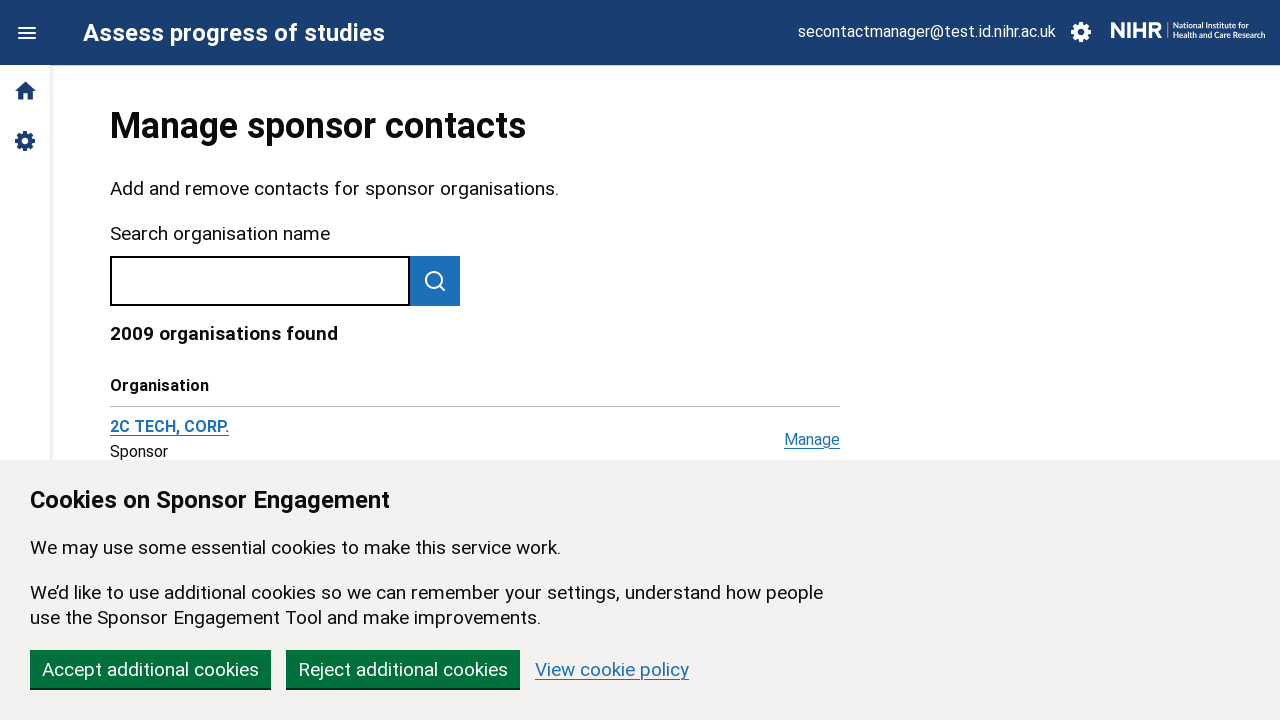 Assess progress of studies
secontactmanager@test.id.nihr.ac.uk
NIHR | National Institute for
Health and Care Research
Manage sponsor contacts
Add and remove contacts for sponsor organisations.
Search organisation name
2009 organisations found
Organisation
2C TECH, CORP.
Sponsor
Manage
Cookies on Sponsor Engagement
We may use some essential cookies to make this service work.
We’d like to use additional cookies so we can remember your settings, understand how people
use the Sponsor Engagement Tool and make improvements.
Accept additional cookies
Reject additional cookies
View cookie policy